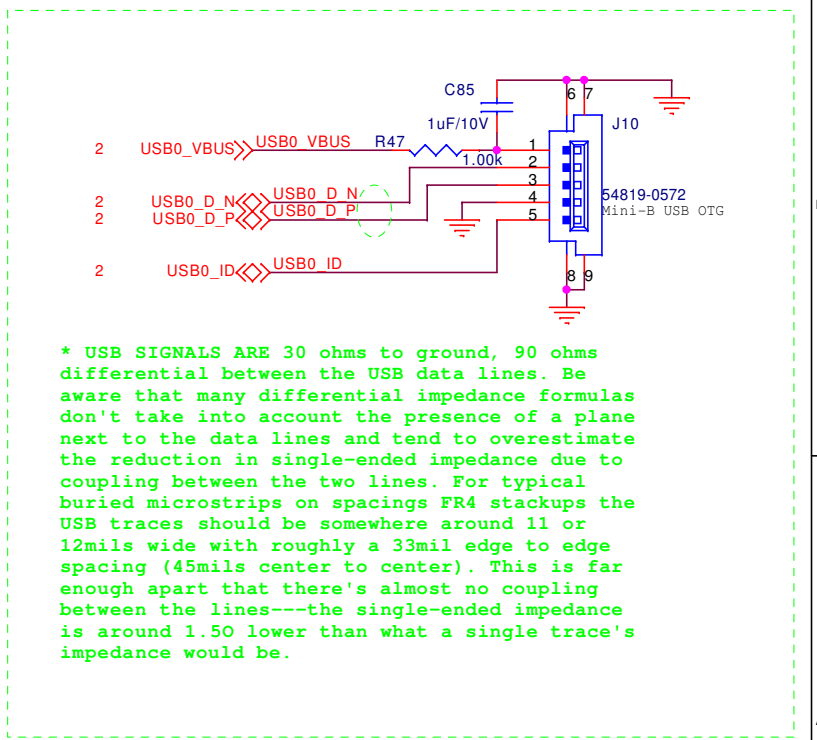 C85
6 7
1uF/10V
J10
2 USB0_VBUS USB0_VBUS R47 1.00k 1
2
2 USB0_D_N USB0_D_N 3
2 USB0_D_P USB0_D_P 4
5
54819-0572
Mini-B USB OTG
2 USB0_ID USB0_ID
8 9
* USB SIGNALS ARE 30 ohms to ground, 90 ohms
differential between the USB data lines. Be
aware that many differential impedance formulas
don't take into account the presence of a plane
next to the data lines and tend to overestimate
the reduction in single-ended impedance due to
coupling between the two lines. For typical
buried microstrips on spacings FR4 stackups the
USB traces should be somewhere around 11 or
12mils wide with roughly a 33mil edge to edge
spacing (45mils center to center). This is far
enough apart that there's almost no coupling
between the lines---the single-ended impedance
is around 1.5O lower than what a single trace's
impedance would be.